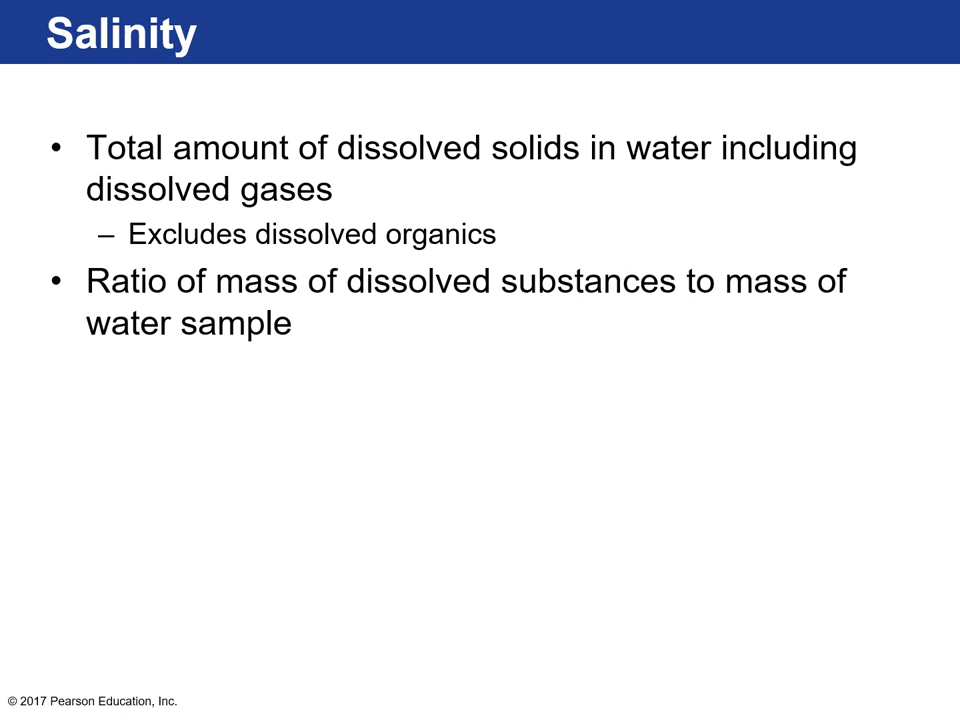 Salinity
• Total amount of dissolved solids in water including
dissolved gases
– Excludes dissolved organics
• Ratio of mass of dissolved substances to mass of
water sample
© 2017 Pearson Education, Inc.